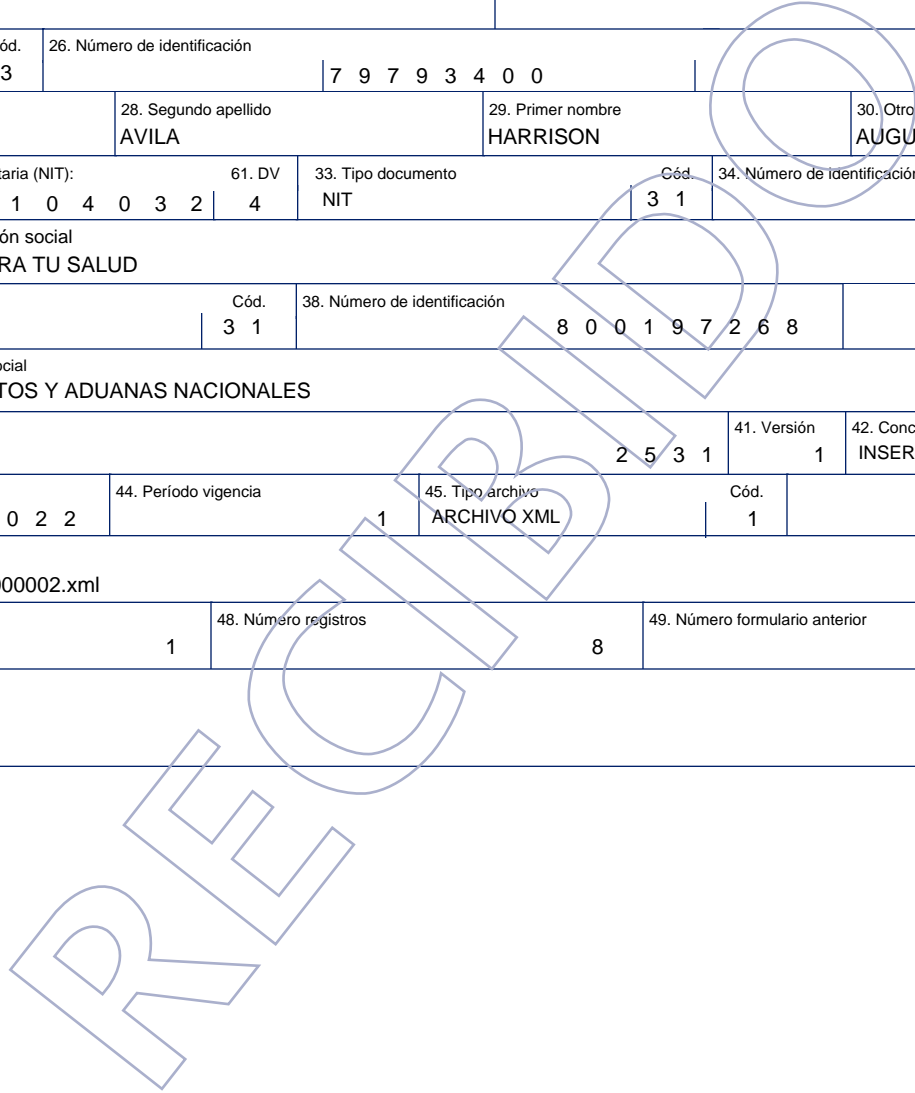 ód. 26. Número de identificación
3 7 9 7 9 3 4 0 0
28. Segundo apellido 29. Primer nombre 30. Otro
AVILA HARRISON AUGU
taria (NIT): 61. DV 33. Tipo documento Cód. 34. Número de identificación
1 0 4 0 3 2 4 NIT 3 1
ón social
RA TU SALUD
Cód. 38. Número de identificación
3 1 8 0 0 1 9 7 2 6 8
ocial
TOS Y ADUANAS NACIONALES
41. Versión 42. Conc
2 5 3 1 1 INSER
44. Período vigencia 45. Tipo archivo Cód.
0 2 2 1 ARCHIVO XML 1
000002.xml
48. Número registros 49. Número formulario anterior
1 8
RECIBIDO